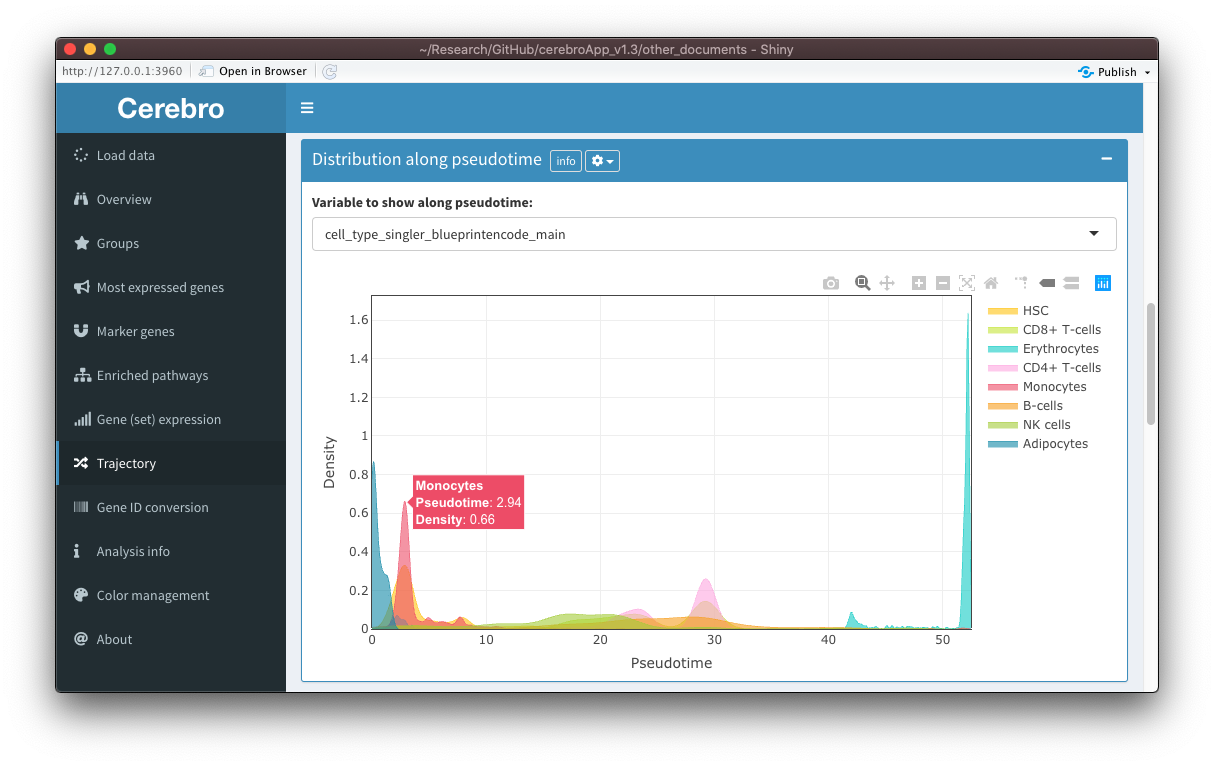 ~/Research/GitHub/cerebroApp_v1.3/other_documents - Shiny
http://127.0.0.1:3960 Open in Browser Publish
Cerebro
Load data
Overview
Groups
Most expressed genes
Marker genes
Enriched pathways
Gene (set) expression
Trajectory
Gene ID conversion
Analysis info
Color management
About
Distribution along pseudotime info
Variable to show along pseudotime:
cell_type_singler_blueprintencode_main
Density
1.6
1.4
1.2
1
0.8
0.6
0.4
0.2
0
Monocytes
Pseudotime: 2.94
Density: 0.66
0 10 20 30 40 50
Pseudotime
HSC
CD8+ T-cells
Erythrocytes
CD4+ T-cells
Monocytes
B-cells
NK cells
Adipocytes